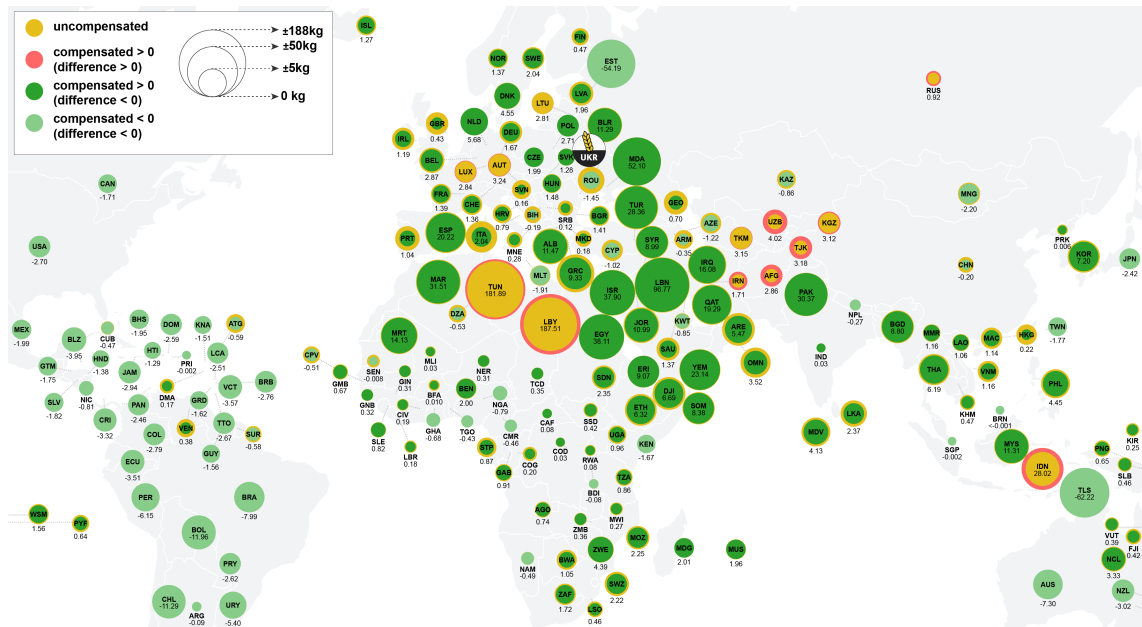 uncompensated
compensated > 0
(difference > 0)
compensated > 0
(difference < 0)
compensated < 0
(difference < 0)
±188kg
±50kg
±5kg
0 kg
ISL
1.27
FIN
0.47
NOR
1.37
SWE
2.04
EST
-54.19
RUS
0.92
DNK
4.55
LTU
2.81
LVA
1.96
GBR
0.43
NLD
5.68
DEU
1.67
POL
2.71
BLR
11.29
IRL
1.19
BEL
2.87
CZE
1.99
SVK
1.28
UKR
MDA
52.10
LUX
2.84
AUT
3.24
CAN
-1.71
FRA
1.39
CHE
1.36
SVN
0.16
HUN
1.48
ROU
-1.45
KAZ
-0.86
MNG
-2.20
HRV
0.79
BIH
-0.19
SRB
0.12
BGR
1.41
TUR
28.36
GEO
0.70
AZE
-1.22
UZB
4.02
KGZ
3.12
USA
-2.70
PRT
1.04
ESP
20.22
ITA
2.04
MNE
0.28
ALB
11.47
MKD
0.18
CYP
-1.02
SYR
8.99
ARM
-0.35
TKM
3.15
TJK
3.18
PRK
0.006
KOR
7.20
JPN
-2.42
CHN
-0.20
MAR
31.51
TUN
181.89
MLT
-1.91
GRC
9.33
ISR
37.90
LBN
96.77
IRQ
16.08
IRN
1.71
AFG
2.86
PAK
30.37
NPL
-0.27
DZA
-0.53
LBY
187.51
EGY
38.11
JOR
10.99
KWT
-0.85
QAT
19.29
ARE
5.47
BGD
8.80
MMR
1.16
LAO
1.06
MAC
1.14
HKG
0.22
TWN
-1.77
MEX
-1.99
BLZ
-3.95
CUB
-0.47
BHS
-1.95
DOM
-2.59
KNA
-1.51
ATG
-0.59
MRT
14.13
SAU
1.37
OMN
3.52
IND
0.03
GTM
-1.75
HND
-1.38
HTI
-1.29
PRI
-0.002
LCA
-2.51
CPV
-0.51
SEN
-0.008
MLI
0.03
NER
0.31
THA
6.19
VNM
1.16
PHL
4.45
JAM
-2.94
VCT
-3.57
BRB
-2.76
GMB
0.67
GIN
0.31
BFA
0.010
BEN
2.00
NGA
-0.79
TCD
0.35
SDN
2.35
ERI
9.07
YEM
23.14
SLV
-1.82
NIC
-0.81
PAN
-2.46
DMA
0.17
GRD
-1.62
GNB
0.32
CIV
0.19
DJI
6.69
SOM
8.38
ETH
6.32
KHM
0.47
BRN
<-0.001
MDV
4.13
LKA
2.37
CRI
-3.32
COL
-2.79
VEN
0.38
TTO
-2.67
SUR
-0.58
SLE
0.82
LBR
0.18
GHA
-0.68
TGO
-0.43
CMR
-0.46
CAF
0.08
SSD
0.42
UGA
0.96
KEN
-1.67
SGP
-0.002
MYS
11.31
IDN
28.02
PNG
0.65
KIR
0.25
SLB
0.46
ECU
-3.51
GUY
-1.56
STP
0.87
GAB
0.91
COG
0.20
COD
0.03
RWA
0.08
BDI
-0.08
TZA
0.86
TLS
-62.22
PER
-6.15
BRA
-7.99
WSM
1.56
PYF
0.64
AGO
0.74
ZMB
0.36
MWI
0.27
VUT
0.39
FJI
0.42
BOL
-11.96
PRY
-2.62
NAM
-0.49
BWA
1.05
ZWE
4.39
MOZ
2.25
MDG
2.01
MUS
1.96
NCL
3.33
CHL
-11.29
ARG
-0.09
URY
-5.40
ZAF
1.72
LSO
0.46
SWZ
2.22
AUS
-7.30
NZL
-3.02